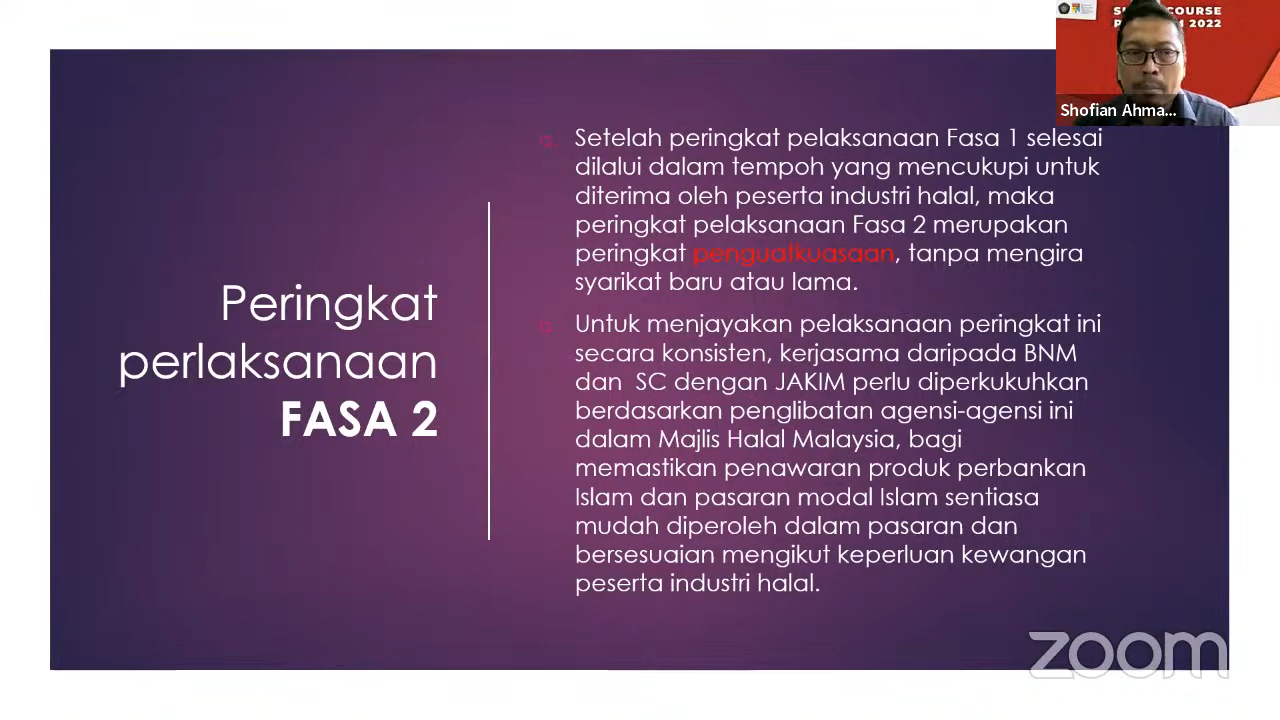 Peringkat
perlaksanaan
FASA 2
Setelah peringkat pelaksanaan Fasa 1 selesai
dilalui dalam tempoh yang mencukupi untuk
diterima oleh peserta industri halal, maka
peringkat pelaksanaan Fasa 2 merupakan
peringkat penguatkuasaan, tanpa mengira
syarikat baru atau lama.
Untuk menjayakan pelaksanaan peringkat ini
secara konsisten, kerjasama daripada BNM
dan SC dengan JAKIM perlu diperkukuhkan
berdasarkan penglibatan agensi-agensi ini
dalam Majlis Halal Malaysia, bagi
memastikan penawaran produk perbankan
Islam dan pasaran modal Islam sentiasa
mudah diperoleh dalam pasaran dan
bersesuaian mengikut keperluan kewangan
peserta industri halal.
COURSE
2022
Shofian Ahma...
zoom